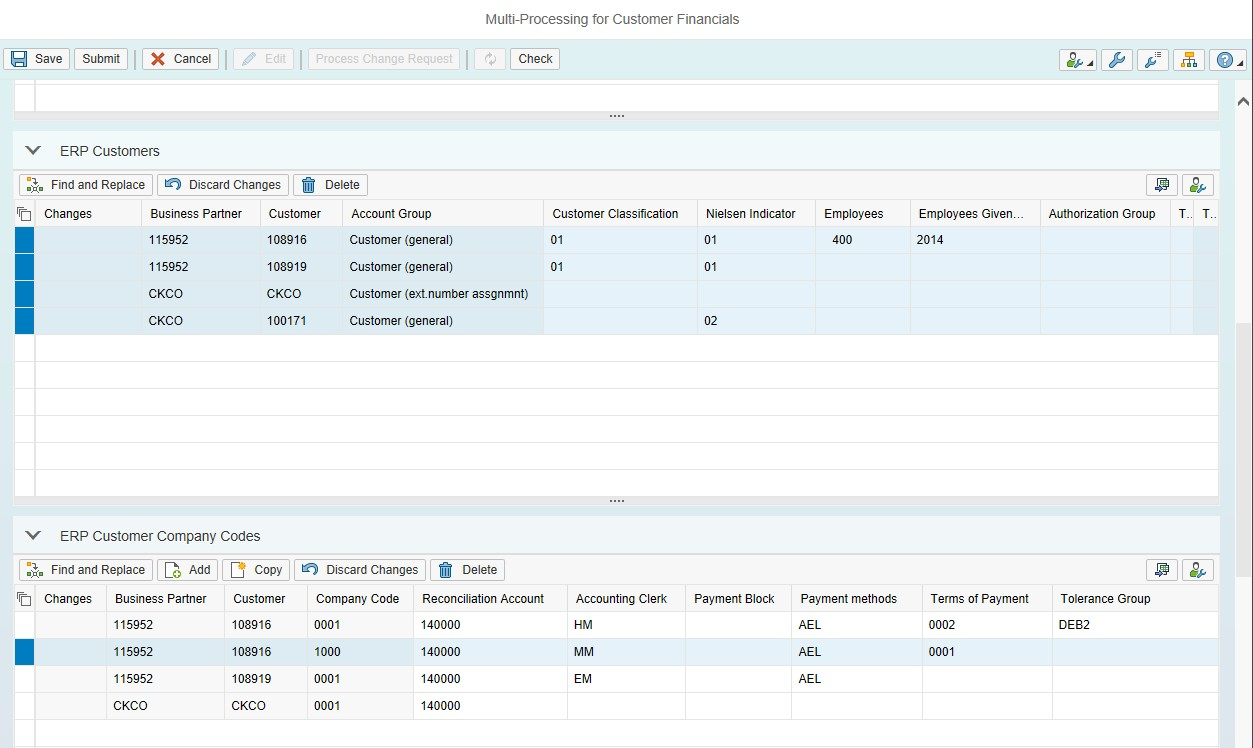 Multi-Processing for Customer Financials
Save Submit Cancel Edit Process Change Request Check
ERP Customers
Find and Replace Discard Changes Delete
Changes Business Partner Customer Account Group Customer Classification Nielsen Indicator Employees Employees Given... Authorization Group T.. T..
115952 108916 Customer (general) 01 01 400 2014
115952 108919 Customer (general) 01 01
CKCO CKCO Customer (ext.number assgnmnt)
CKCO 100171 Customer (general) 02
ERP Customer Company Codes
Find and Replace Add Copy Discard Changes Delete
Changes Business Partner Customer Company Code Reconciliation Account Accounting Clerk Payment Block Payment methods Terms of Payment Tolerance Group
115952 108916 0001 140000 HM AEL 0002 DEB2
115952 108916 1000 140000 MM AEL 0001
115952 108919 0001 140000 EM AEL
CKCO CKCO 0001 140000